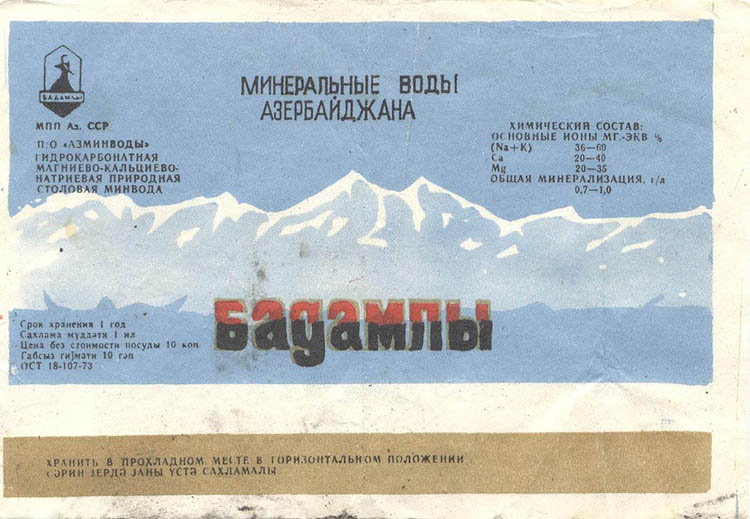 БАДАМЛЫ
МПП Аз. ССР
П/О «АЗМИНВОДЫ»
ГИДРОКАРБОНАТНАЯ
МАГНИЕВО-КАЛЬЦИЕВО-
НАТРИЕВАЯ ПРИРОДНАЯ
СТОЛОВАЯ МИНВОДА
МИНЕРАЛЬНЫЕ ВОДЫ
АЗЕРБАЙДЖАНА
ХИМИЧЕСКИЙ СОСТАВ:
ОСНОВНЫЕ ИОНЫ МГ.-ЭКВ %
(Na+K) 36—60
Ca 20—40
Mg 20—35
ОБЩАЯ МИНЕРАЛИЗАЦИЯ, г/л
0,7—1,0
Бадамлы
Срок хранения 1 год
Сахлама мүддәти 1 ил
Цена без стоимости посуды 10 коп.
Габсыз гијмәти 10 гәп
ОСТ 18-107-73
ХРАНИТЬ В ПРОХЛАДНОМ МЕСТЕ В ГОРИЗОНТАЛЬНОМ ПОЛОЖЕНИИ
СӘРИН ЈЕРДӘ ЈАНЫ ҮСТӘ САХЛАМАЛЫ